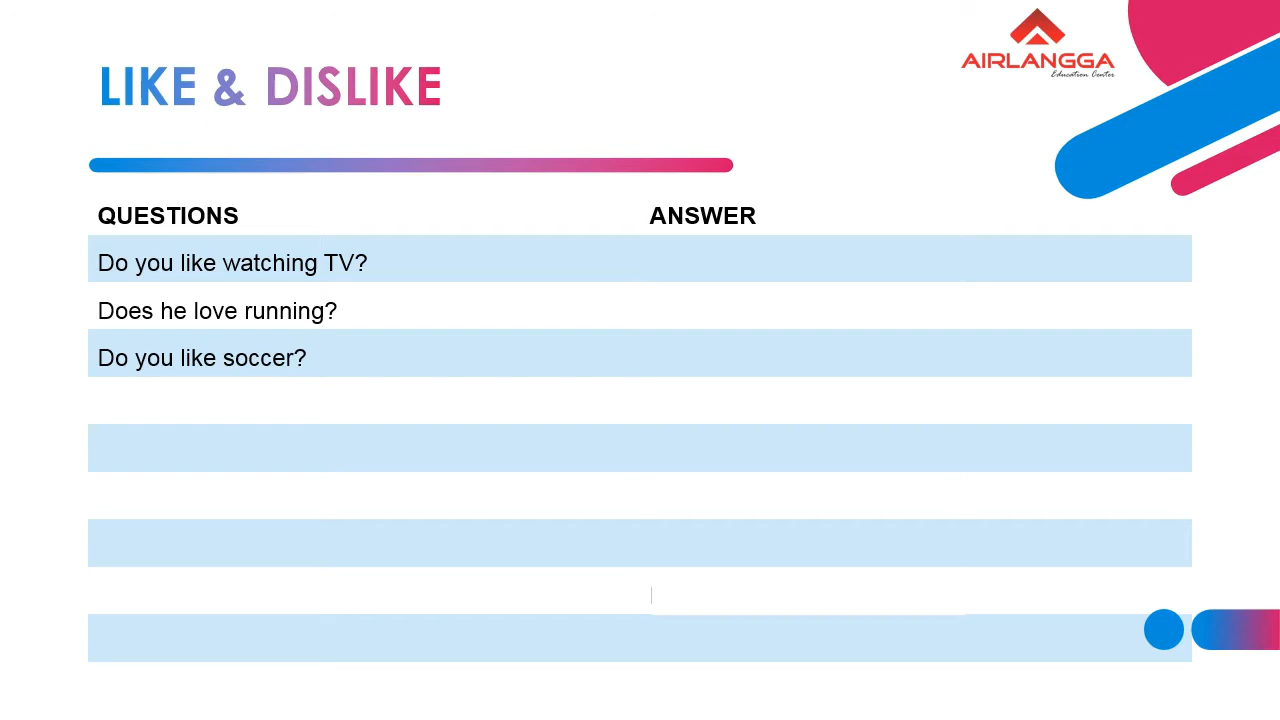 AIRLANGGA
Education Center
LIKE & DISLIKE
QUESTIONS ANSWER
Do you like watching TV?
Does he love running?
Do you like soccer?